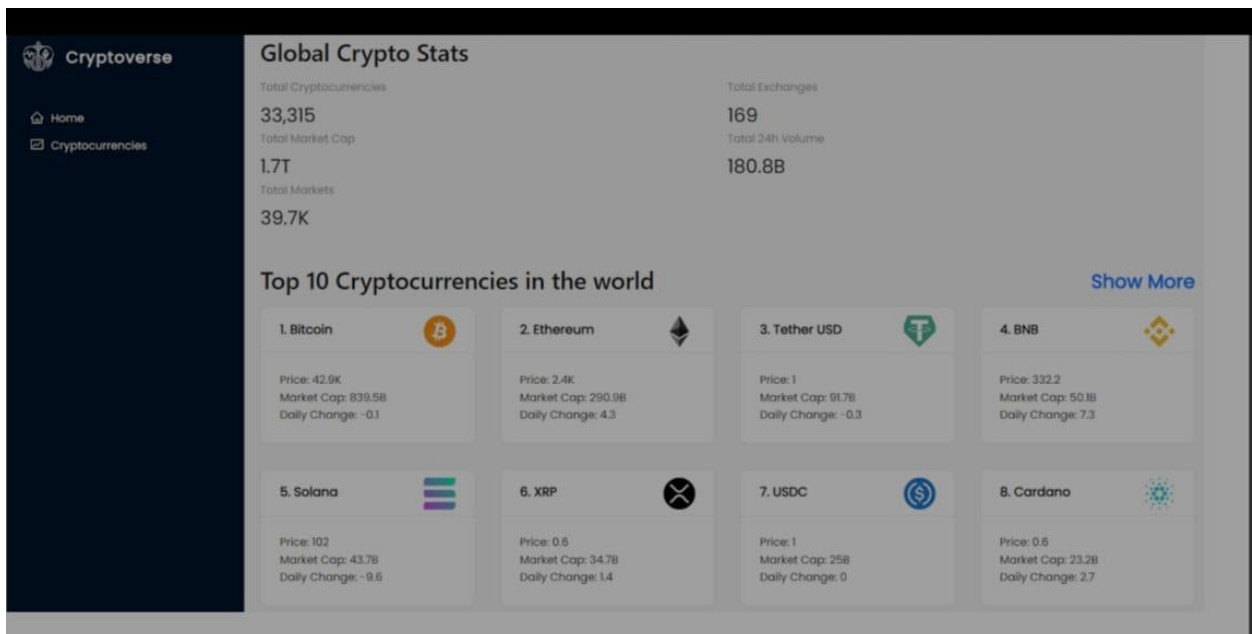 Cryptoverse
Home
Cryptocurrencies
Global Crypto Stats
Total Cryptocurrencies
33,315
Total Exchanges
169
Total Market Cap
1.7T
Total 24h Volume
180.8B
Total Markets
39.7K
Top 10 Cryptocurrencies in the world
Show More
1. Bitcoin
Price: 42.9K
Market Cap: 839.5B
Daily Change: -0.1
2. Ethereum
Price: 2.4K
Market Cap: 290.9B
Daily Change: 4.3
3. Tether USD
Price: 1
Market Cap: 91.7B
Daily Change: -0.3
4. BNB
Price: 332.2
Market Cap: 50.1B
Daily Change: 7.3
5. Solana
Price: 102
Market Cap: 43.7B
Daily Change: -9.6
6. XRP
Price: 0.6
Market Cap: 34.7B
Daily Change: 1.4
7. USDC
Price: 1
Market Cap: 25B
Daily Change: 0
8. Cardano
Price: 0.6
Market Cap: 23.2B
Daily Change: 2.7